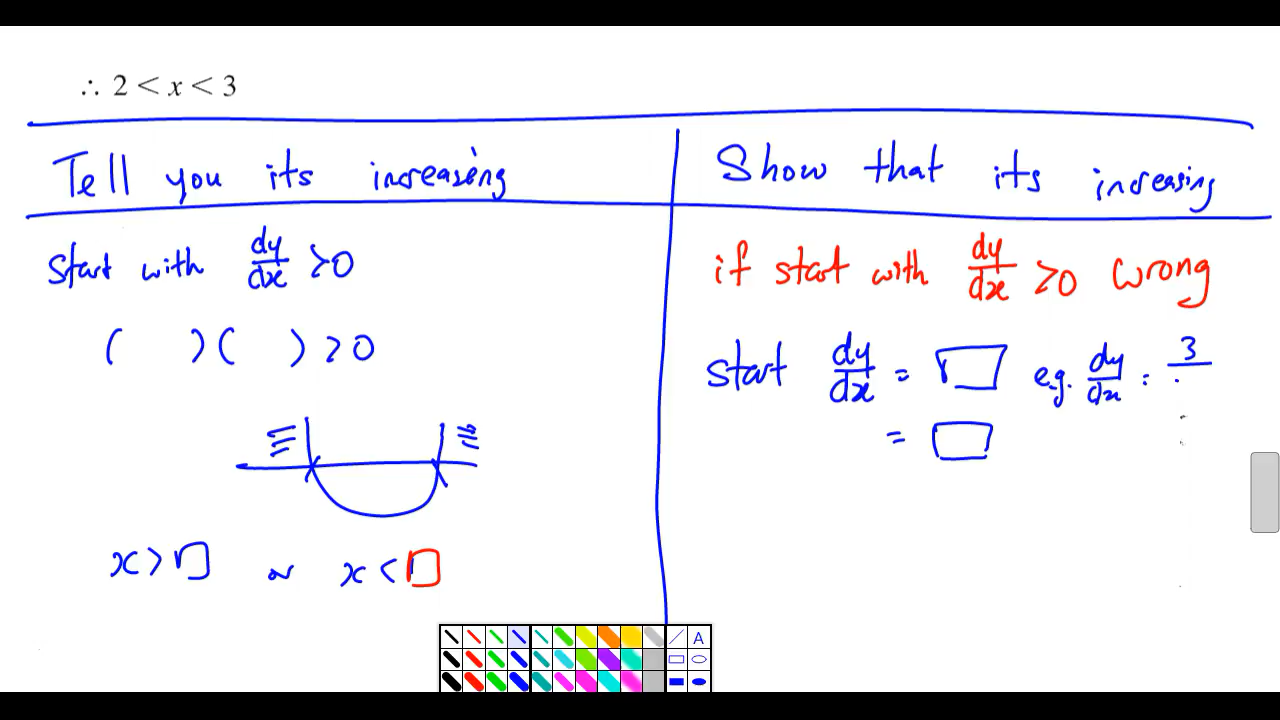 ∴ 2 < x < 3
Tell you its increasing
start with dy/dx > 0
( )( ) > 0
x > □ or x < □
Show that its increasing
if start with dy/dx > 0 wrong
start dy/dx = □ e.g. dy/dx = 3/
= □
A